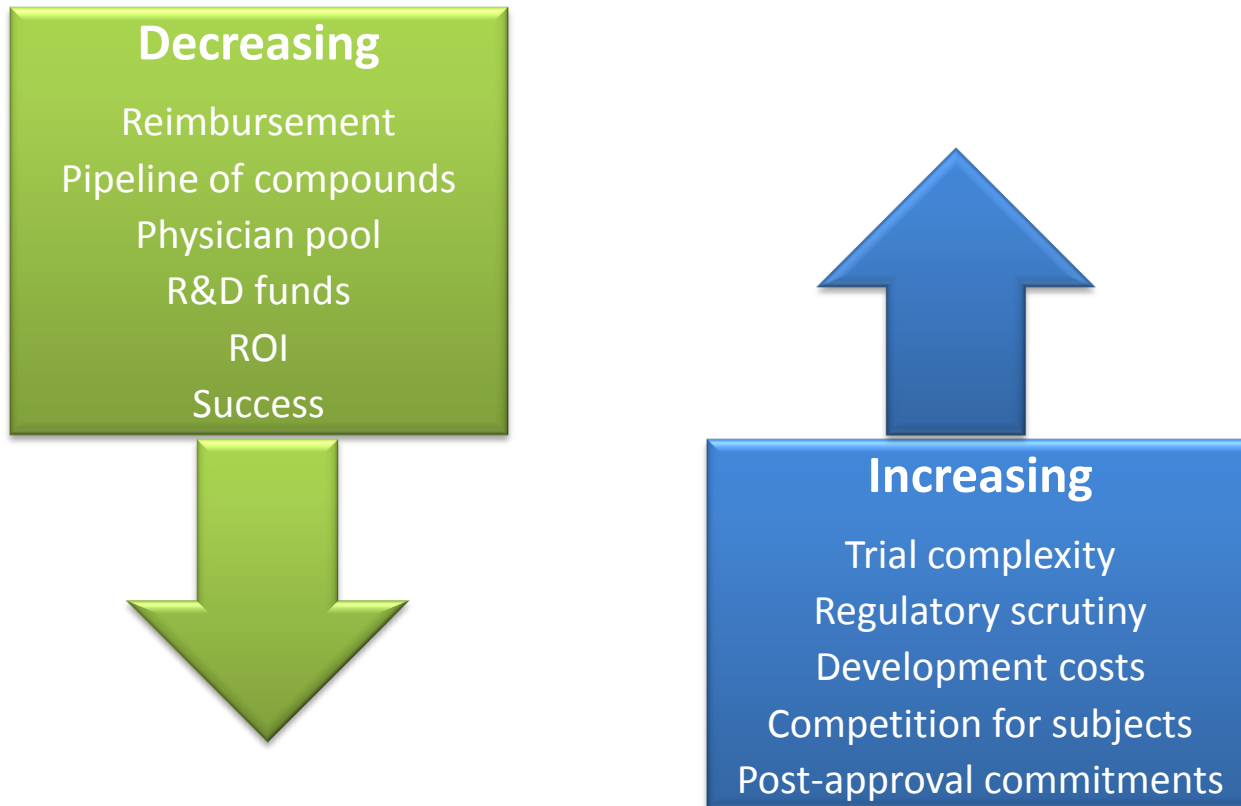 Decreasing
Reimbursement
Pipeline of compounds
Physician pool
R&D funds
ROI
Success
Increasing
Trial complexity
Regulatory scrutiny
Development costs
Competition for subjects
Post-approval commitments